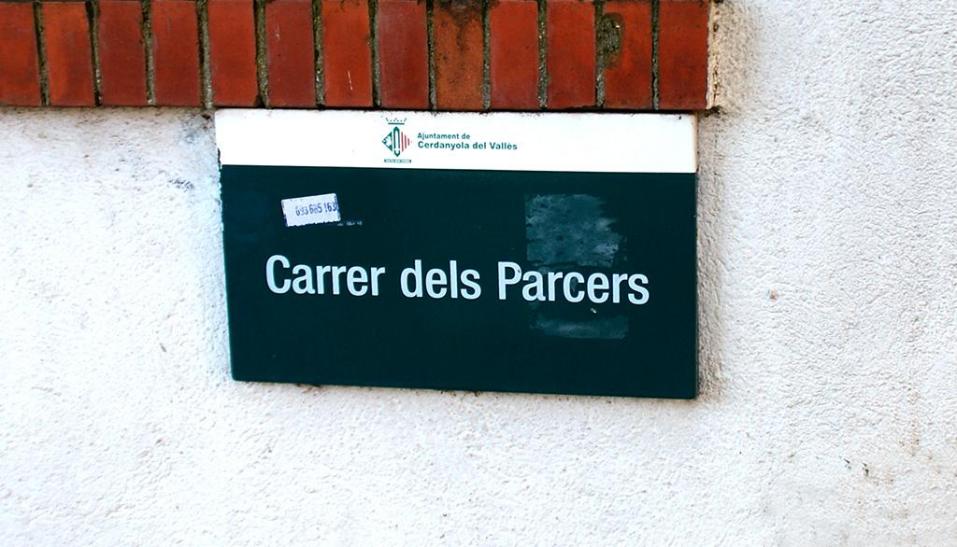 Ajuntament de
Cerdanyola del Vallès
Carrer dels Parcers